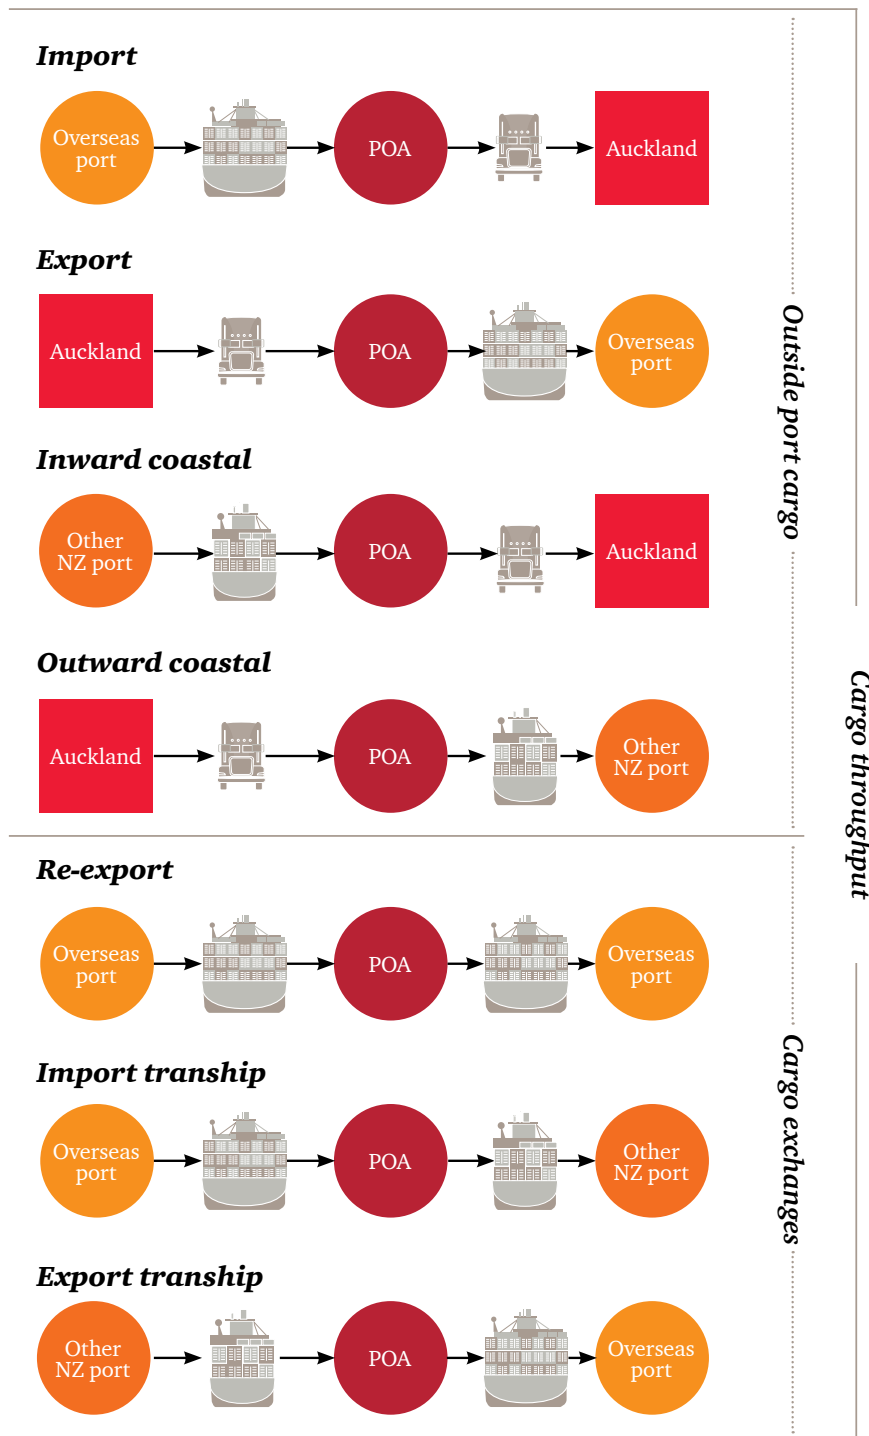 Import
Overseas
port
POA
Auckland
Export
Auckland
POA
Overseas
port
Inward coastal
Other
NZ port
POA
Auckland
Outward coastal
Auckland
POA
Other
NZ port
Outside port cargo
Re-export
Overseas
port
POA
Overseas
port
Import tranship
Overseas
port
POA
Other
NZ port
Export tranship
Other
NZ port
POA
Overseas
port
Cargo exchanges
Cargo throughput